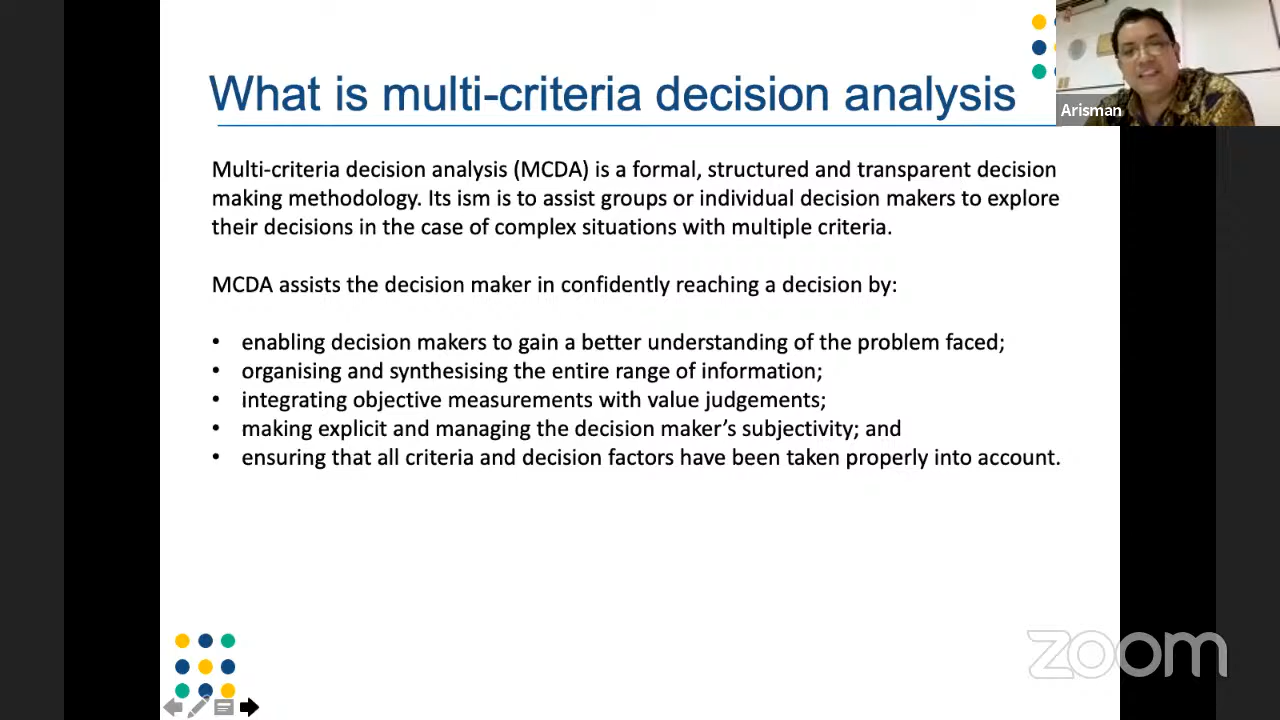 What is multi-criteria decision analysis
Arisman
Multi-criteria decision analysis (MCDA) is a formal, structured and transparent decision
making methodology. Its ism is to assist groups or individual decision makers to explore
their decisions in the case of complex situations with multiple criteria.
MCDA assists the decision maker in confidently reaching a decision by:
• enabling decision makers to gain a better understanding of the problem faced;
• organising and synthesising the entire range of information;
• integrating objective measurements with value judgements;
• making explicit and managing the decision maker’s subjectivity; and
• ensuring that all criteria and decision factors have been taken properly into account.
zoom